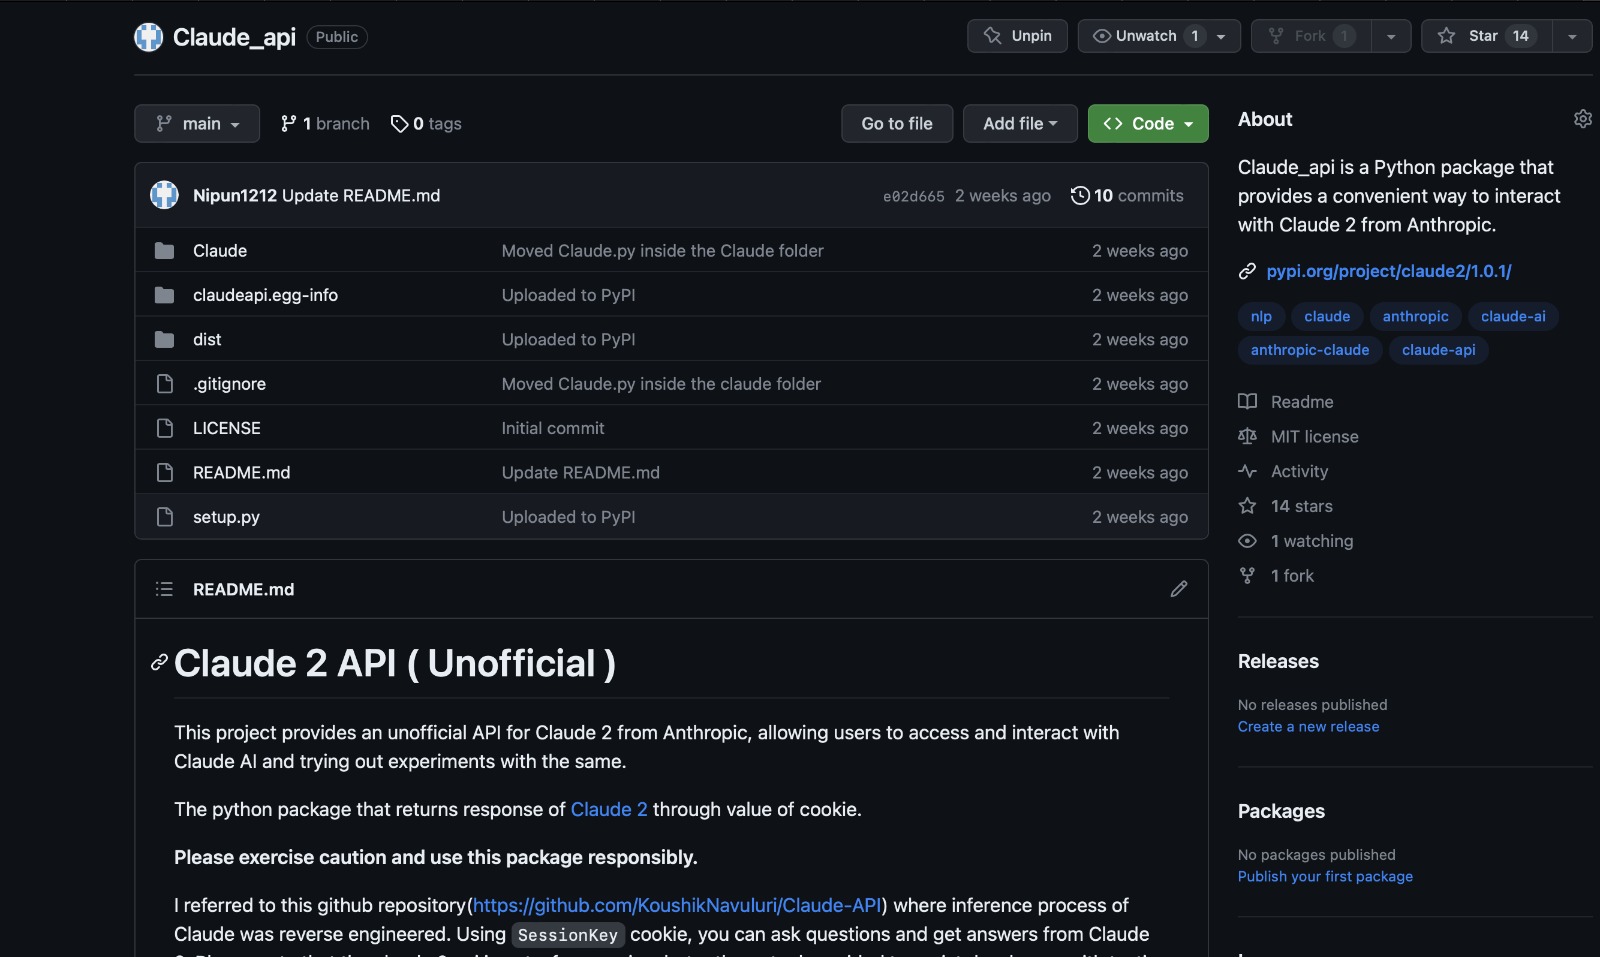 Claude_api Public Unpin Unwatch 1 Fork 1 Star 14
main 1 branch 0 tags Go to file Add file Code
Nipun1212 Update README.md e02d665 2 weeks ago 10 commits
Claude Moved Claude.py inside the Claude folder 2 weeks ago
claudeapi.egg-info Uploaded to PyPI 2 weeks ago
dist Uploaded to PyPI 2 weeks ago
.gitignore Moved Claude.py inside the claude folder 2 weeks ago
LICENSE Initial commit 2 weeks ago
README.md Update README.md 2 weeks ago
setup.py Uploaded to PyPI 2 weeks ago
README.md
Claude 2 API ( Unofficial )
This project provides an unofficial API for Claude 2 from Anthropic, allowing users to access and interact with
Claude AI and trying out experiments with the same.
The python package that returns response of Claude 2 through value of cookie.
Please exercise caution and use this package responsibly.
I referred to this github repository(https://github.com/KoushikNavuluri/Claude-API) where inference process of
Claude was reverse engineered. Using SessionKey cookie, you can ask questions and get answers from Claude
About
Claude_api is a Python package that
provides a convenient way to interact
with Claude 2 from Anthropic.
pypi.org/project/claude2/1.0.1/
nlp claude anthropic claude-ai
anthropic-claude claude-api
Readme
MIT license
Activity
14 stars
1 watching
1 fork
Releases
No releases published
Create a new release
Packages
No packages published
Publish your first package